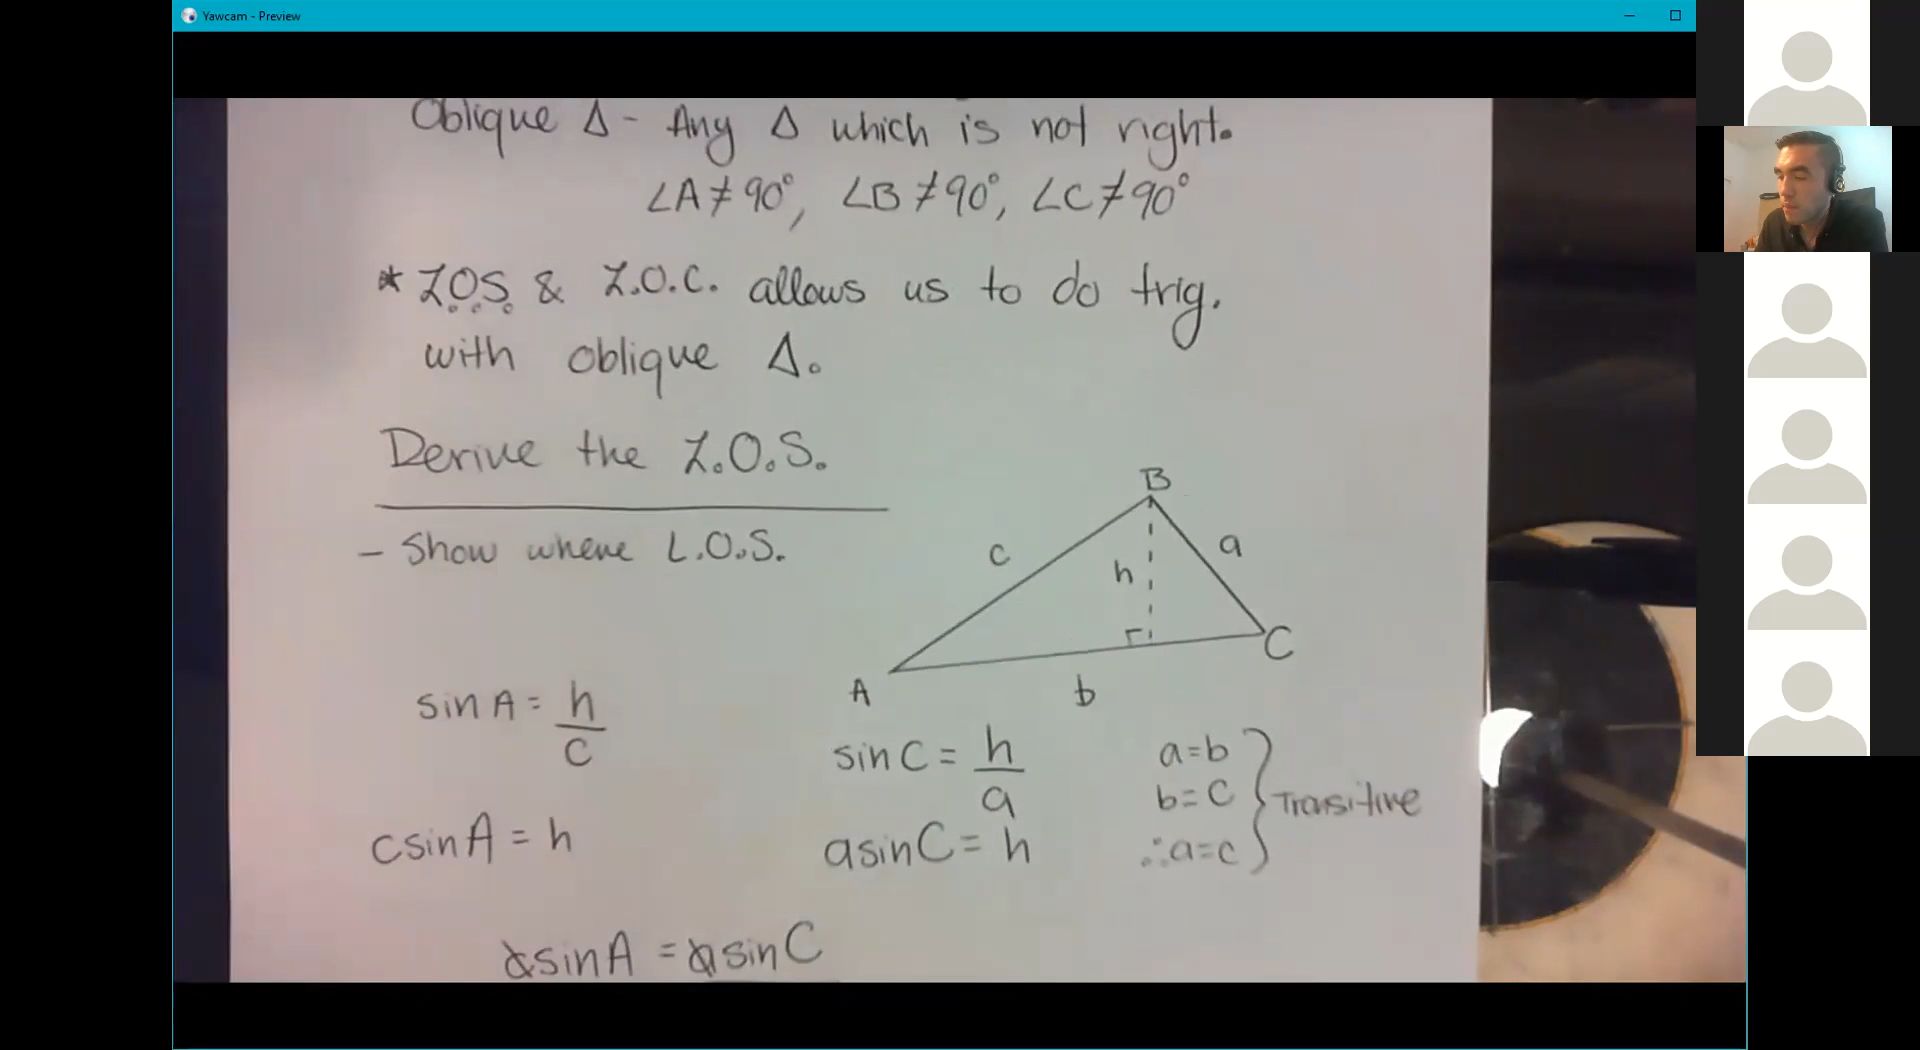 Yawcam - Preview
Oblique Δ - Any Δ which is not right.
∠A ≠ 90°, ∠B ≠ 90°, ∠C ≠ 90°
* L.O.S. & L.O.C. allows us to do trig.
with oblique Δ.
Derive the L.O.S.
- Show where L.O.S.
B
c
a
h
A
b
C
sin A = h/c
sin C = h/a
a = b
b = c
∴ a = c
Transitive
c sin A = h
a sin C = h
c sin A = a sin C